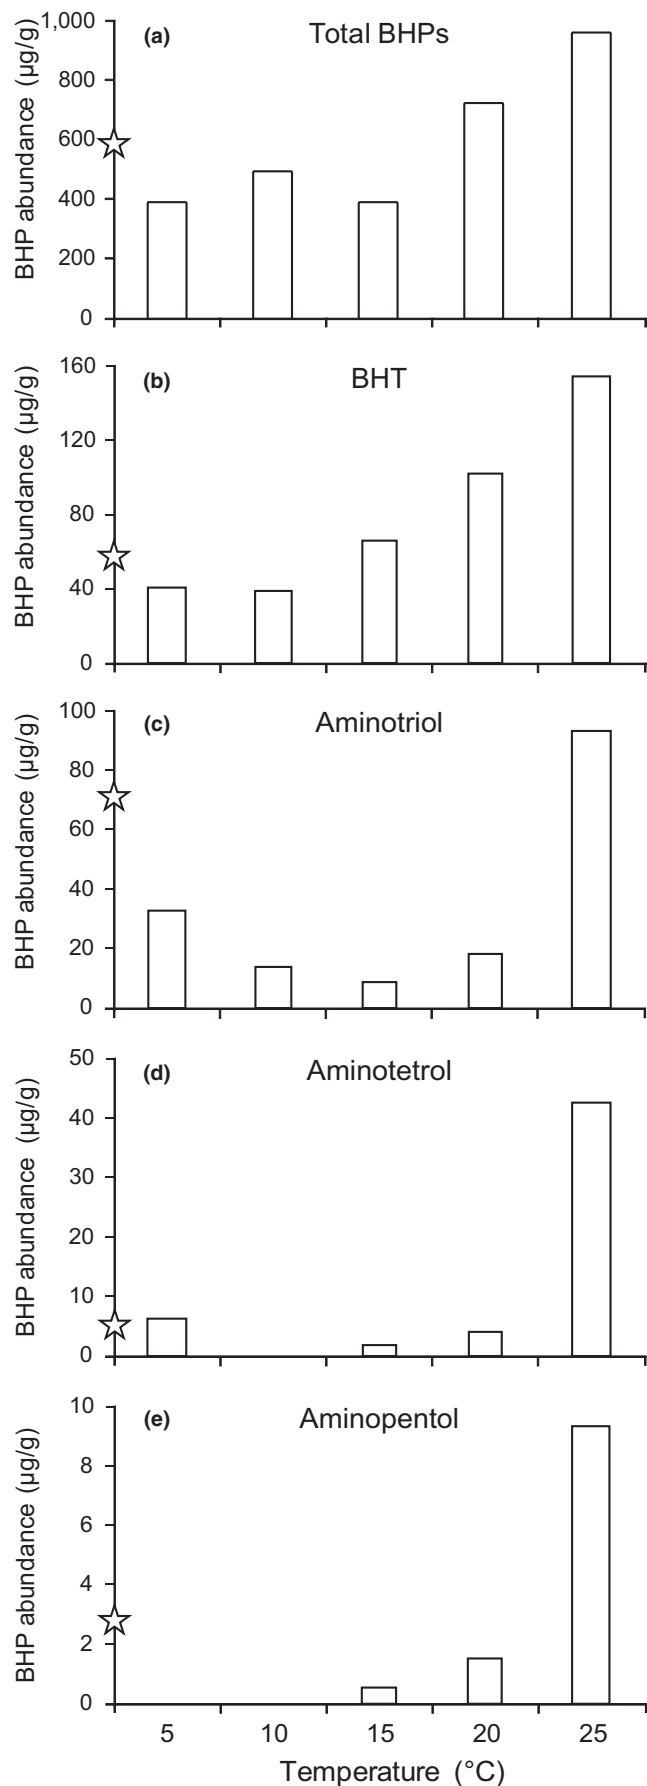 (a) Total BHPs
BHP abundance (µg/g)
1,000
800
600
400
200
0
(b) BHT
BHP abundance (µg/g)
160
120
80
40
0
(c) Aminotriol
BHP abundance (µg/g)
100
80
60
40
20
0
(d) Aminotetrol
BHP abundance (µg/g)
50
40
30
20
10
0
(e) Aminopentol
BHP abundance (µg/g)
10
8
6
4
2
0
5 10 15 20 25
Temperature (°C)